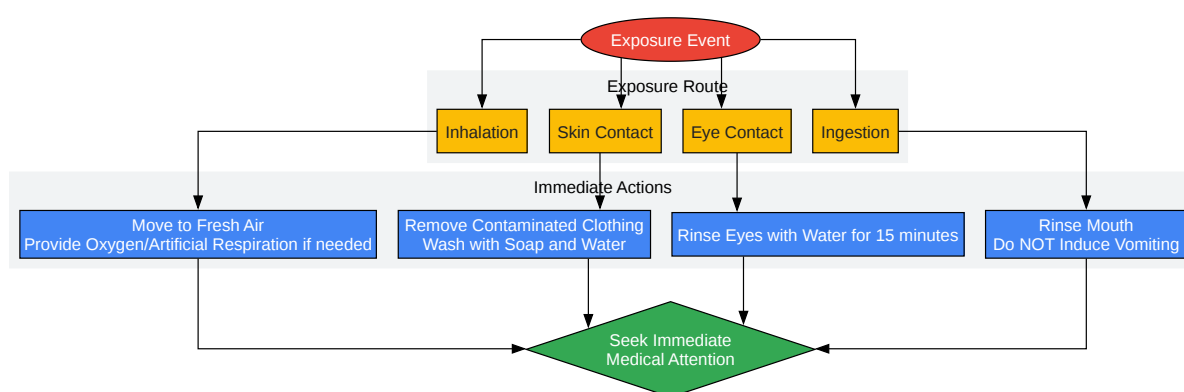 Exposure Event
Exposure Route
Inhalation
Skin Contact
Eye Contact
Ingestion
Immediate Actions
Move to Fresh Air
Provide Oxygen/Artificial Respiration if needed
Remove Contaminated Clothing
Wash with Soap and Water
Rinse Eyes with Water for 15 minutes
Rinse Mouth
Do NOT Induce Vomiting
Seek Immediate
Medical Attention